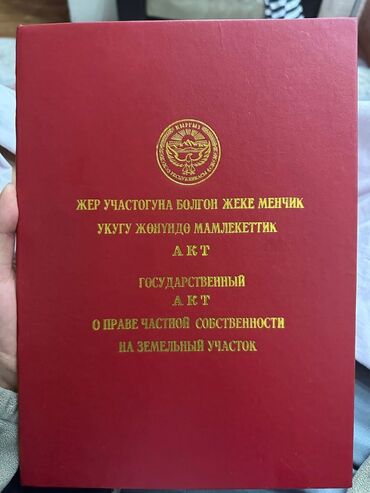 ЖЕР УЧАСТОГУНА БОЛГОН ЖЕКЕ МЕНЧИК
УКУГУ ЖӨНҮНДӨ МАМЛЕКЕТТИК
АКТ
ГОСУДАРСТВЕННЫЙ
АКТ
О ПРАВЕ ЧАСТНОЙ СОБСТВЕННОСТИ
НА ЗЕМЕЛЬНЫЙ УЧАСТОК